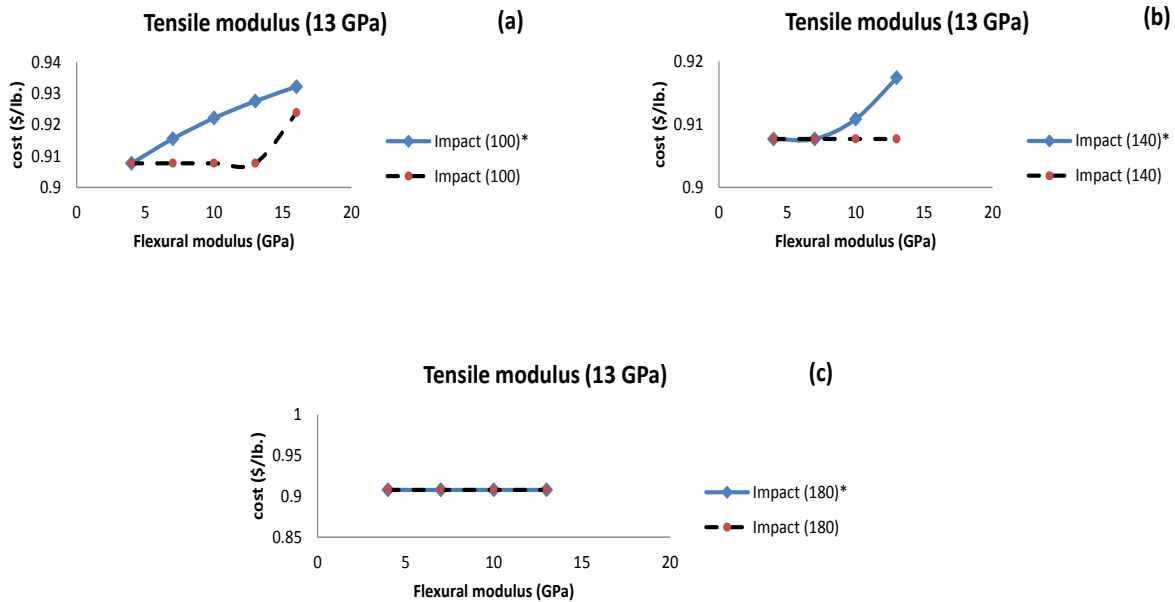 Tensile modulus (13 GPa)
(a)
0.94
0.93
0.92
0.91
0.9
cost ($/lb.)
0
5
10
15
20
Flexural modulus (GPa)
Impact (100)*
Impact (100)
Tensile modulus (13 GPa)
(b)
0.92
0.91
0.9
cost ($/lb.)
0
5
10
15
20
Flexural modulus (GPa)
Impact (140)*
Impact (140)
Tensile modulus (13 GPa)
(c)
1
0.95
0.9
0.85
cost ($/lb.)
0
5
10
15
20
Flexural modulus (GPa)
Impact (180)*
Impact (180)